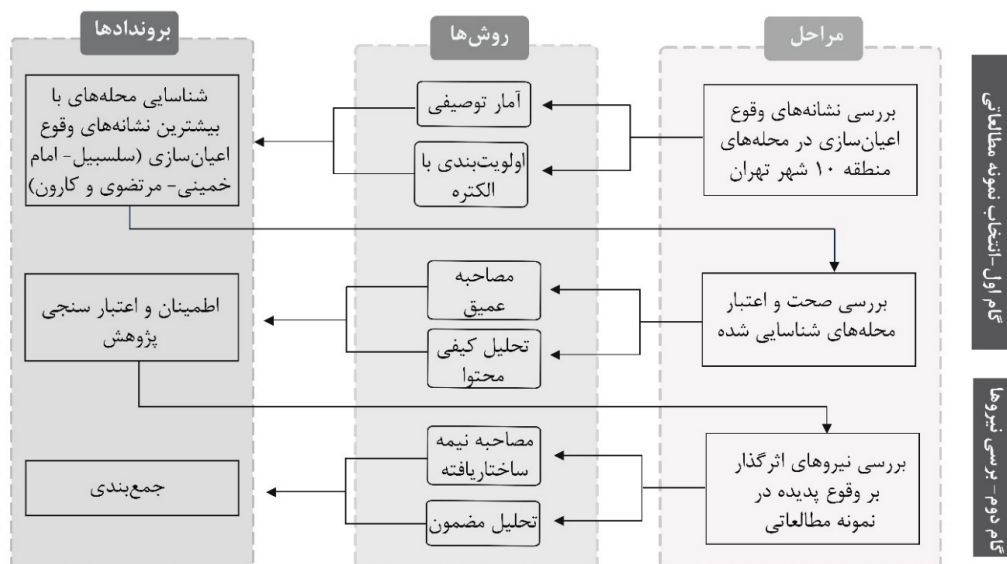 مراحل
روش‌ها
برونداد‌ها
گام اول-انتخاب نمونه مطالعاتی
بررسی نشانه‌های وقوع
اعیان‌سازی در محله‌های
منطقه ۱۰ شهر تهران
آمار توصیفی
اولویت‌بندی با
الکتره
شناسایی محله‌های با
بیشترین نشانه‌های وقوع
اعیان‌سازی (سلسبیل- امام
خمینی- مرتضوی و کارون)
بررسی صحت و اعتبار
محله‌های شناسایی شده
مصاحبه
عمیق
تحلیل کیفی
محتوا
اطمینان و اعتبار سنجی
پژوهش
گام دوم- برسی نیروها
بررسی نیروهای اثرگذار
بر وقوع پدیده در
نمونه مطالعاتی
مصاحبه نیمه
ساختاریافته
تحلیل مضمون
جمع‌بندی